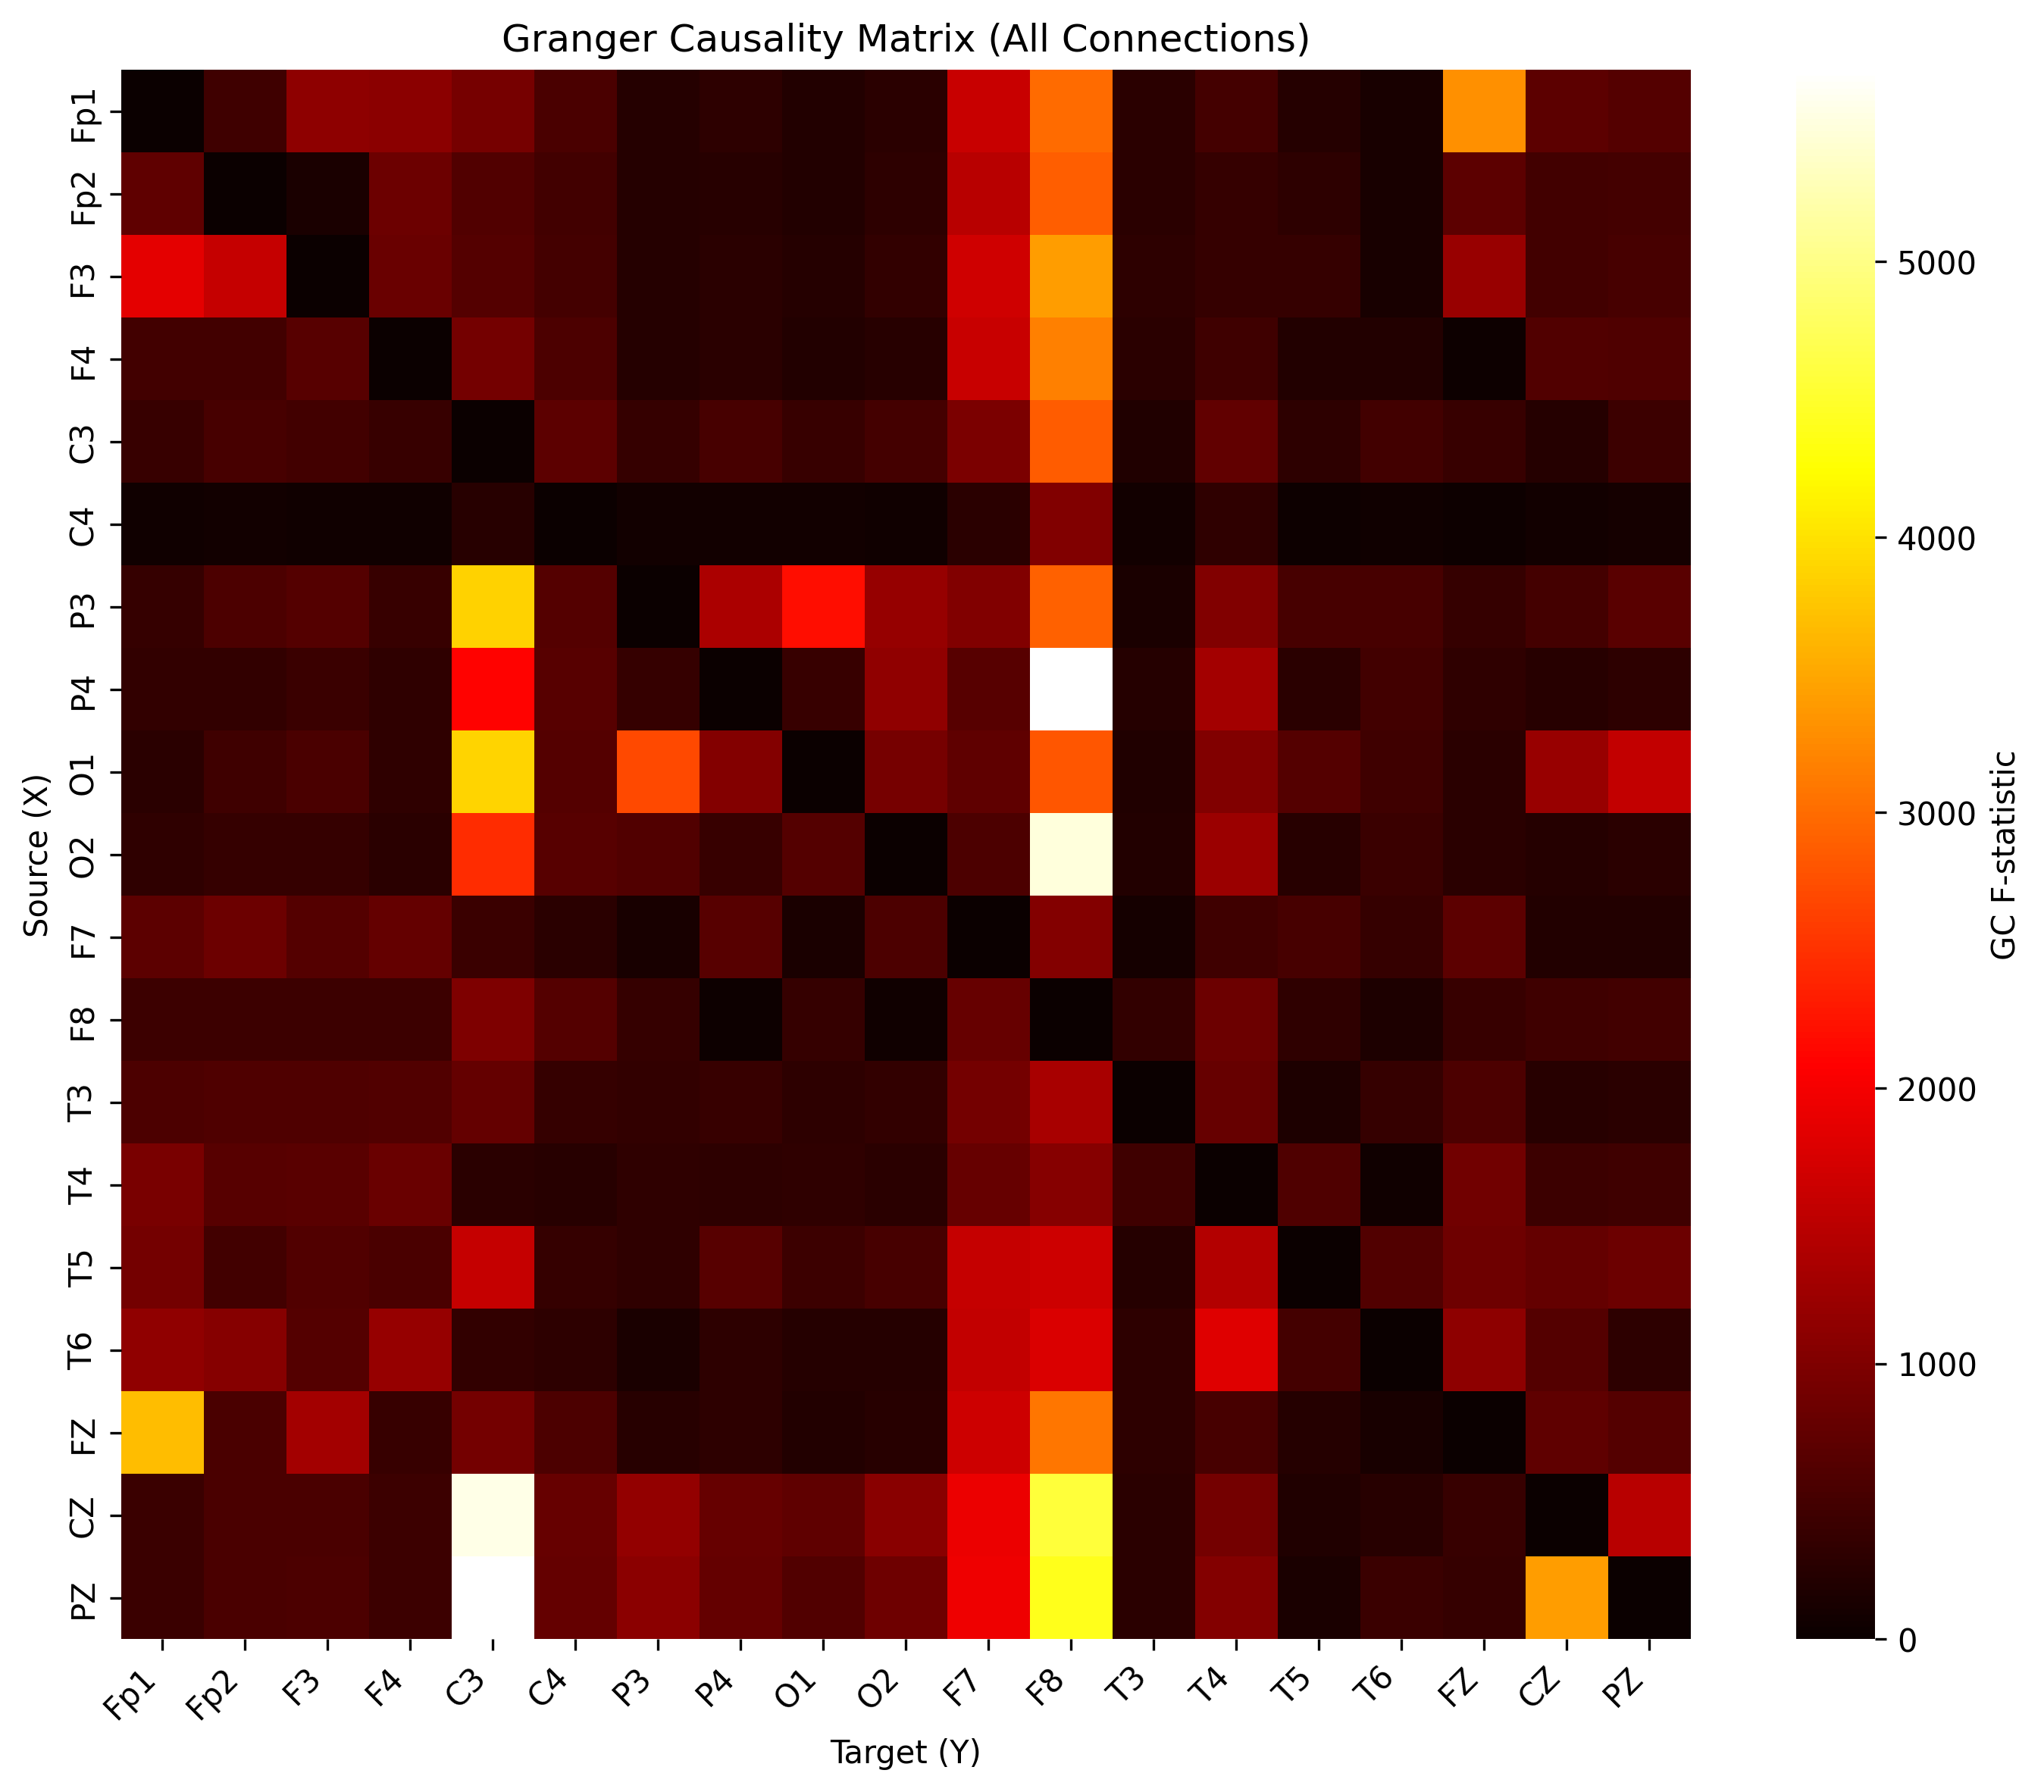 Granger Causality Matrix (All Connections)
Source (X)
Fp1
Fp2
F3
F4
C3
C4
P3
P4
O1
O2
F7
F8
T3
T4
T5
T6
FZ
CZ
PZ
Fp1 Fp2 F3 F4 C3 C4 P3 P4 O1 O2 F7 F8 T3 T4 T5 T6 FZ CZ PZ
Target (Y)
5000
4000
3000
2000
1000
0
GC F-statistic